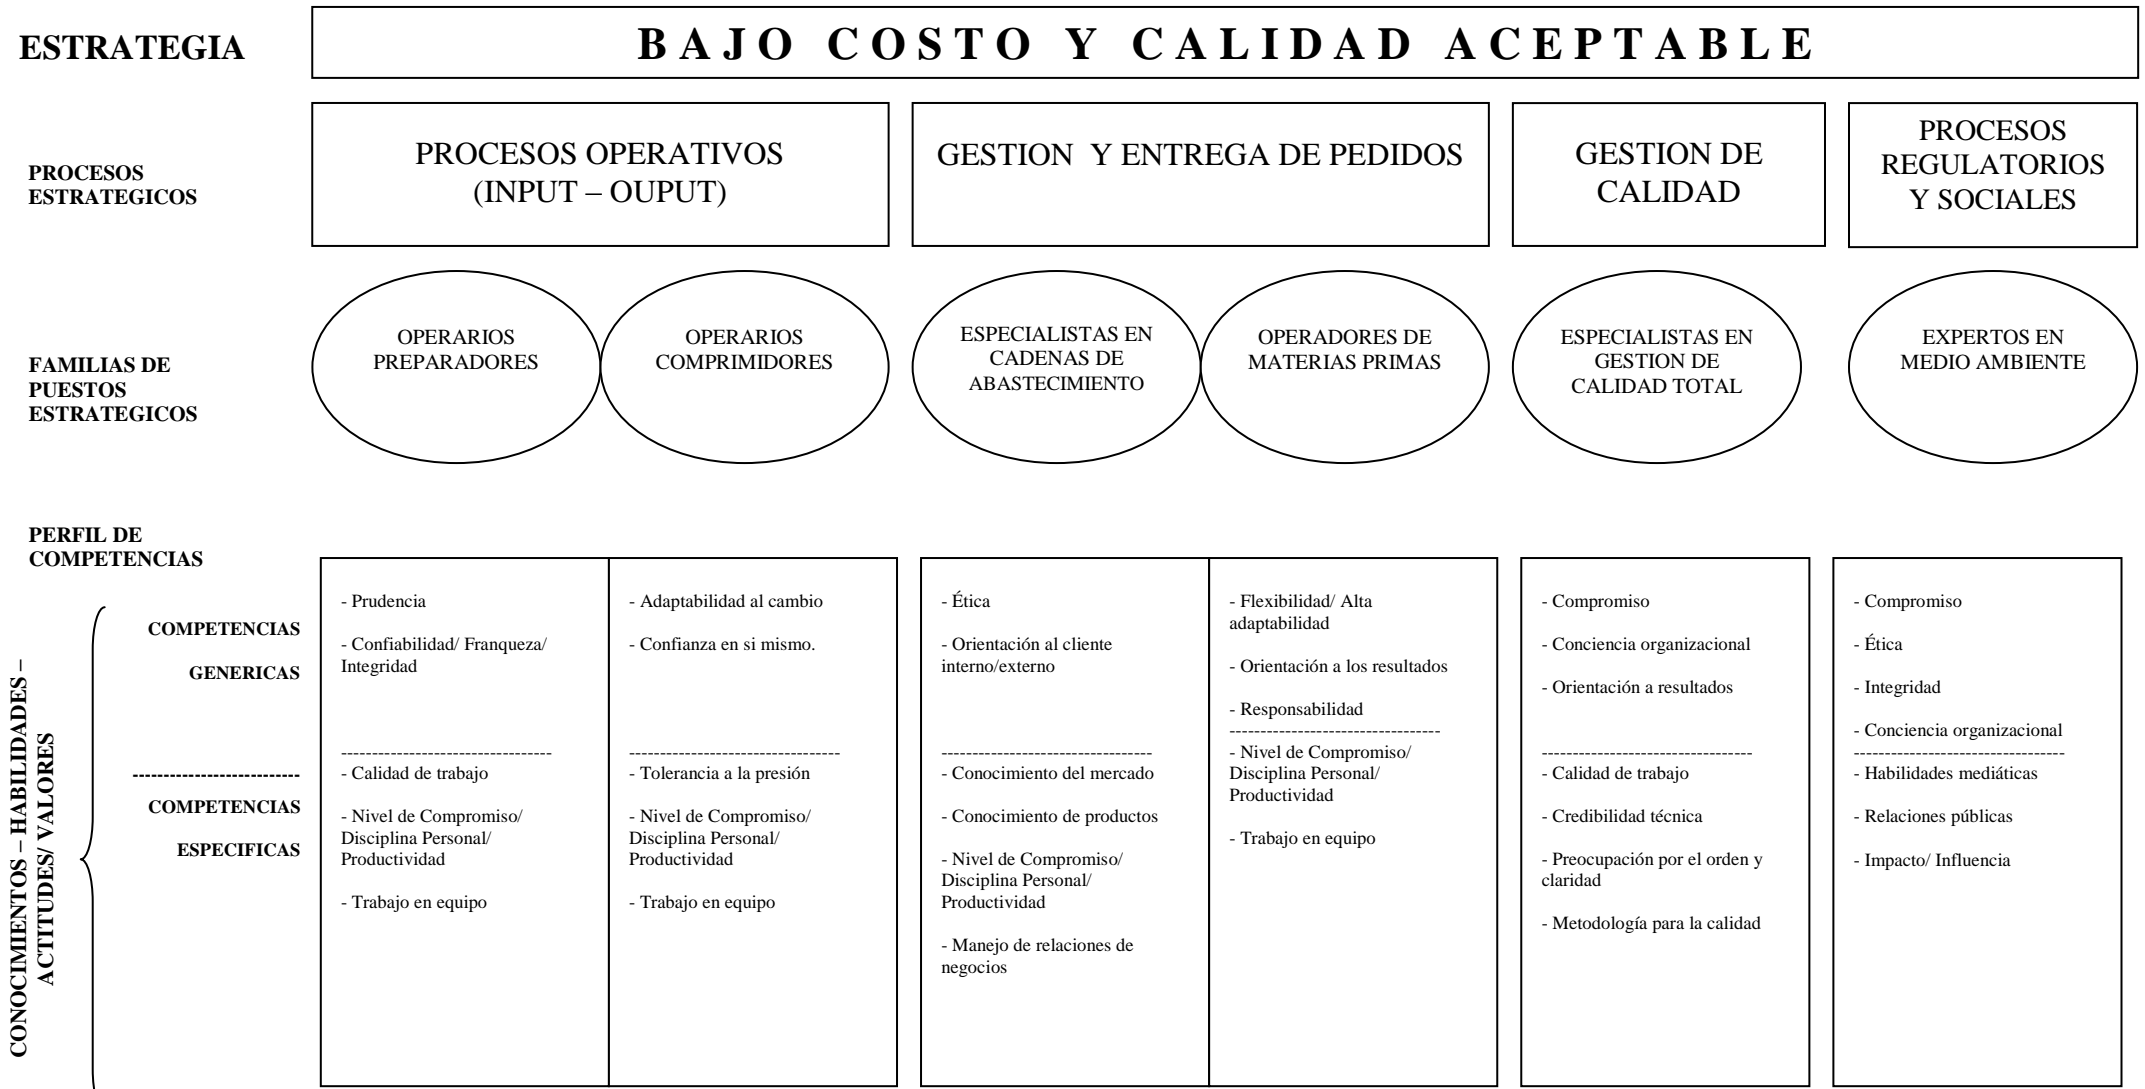 ESTRATEGIA
BAJO COSTO Y CALIDAD ACEPTABLE
PROCESOS
ESTRATEGICOS
PROCESOS OPERATIVOS
(INPUT – OUPUT)
GESTION Y ENTREGA DE PEDIDOS
GESTION DE
CALIDAD
PROCESOS
REGULATORIOS
Y SOCIALES
FAMILIAS DE
PUESTOS
ESTRATEGICOS
OPERARIOS
PREPARADORES
OPERARIOS
COMPRIMIDORES
ESPECIALISTAS EN
CADENAS DE
ABASTECIMIENTO
OPERADORES DE
MATERIAS PRIMAS
ESPECIALISTAS EN
GESTION DE
CALIDAD TOTAL
EXPERTOS EN
MEDIO AMBIENTE
PERFIL DE
COMPETENCIAS
CONOCIMIENTOS – HABILIDADES –
ACTITUDES/ VALORES
COMPETENCIAS
GENERICAS
---------------------------
COMPETENCIAS
ESPECIFICAS
- Prudencia
- Confiabilidad/ Franqueza/
Integridad
----------------------------------
- Calidad de trabajo
- Nivel de Compromiso/
Disciplina Personal/
Productividad
- Trabajo en equipo
- Adaptabilidad al cambio
- Confianza en si mismo.
----------------------------------
- Tolerancia a la presión
- Nivel de Compromiso/
Disciplina Personal/
Productividad
- Trabajo en equipo
- Ética
- Orientación al cliente
interno/externo
----------------------------------
- Conocimiento del mercado
- Conocimiento de productos
- Nivel de Compromiso/
Disciplina Personal/
Productividad
- Manejo de relaciones de
negocios
- Flexibilidad/ Alta
adaptabilidad
- Orientación a los resultados
- Responsabilidad
----------------------------------
- Nivel de Compromiso/
Disciplina Personal/
Productividad
- Trabajo en equipo
- Compromiso
- Conciencia organizacional
- Orientación a resultados
----------------------------------
- Calidad de trabajo
- Credibilidad técnica
- Preocupación por el orden y
claridad
- Metodología para la calidad
- Compromiso
- Ética
- Integridad
- Conciencia organizacional
----------------------------------
- Habilidades mediáticas
- Relaciones públicas
- Impacto/ Influencia